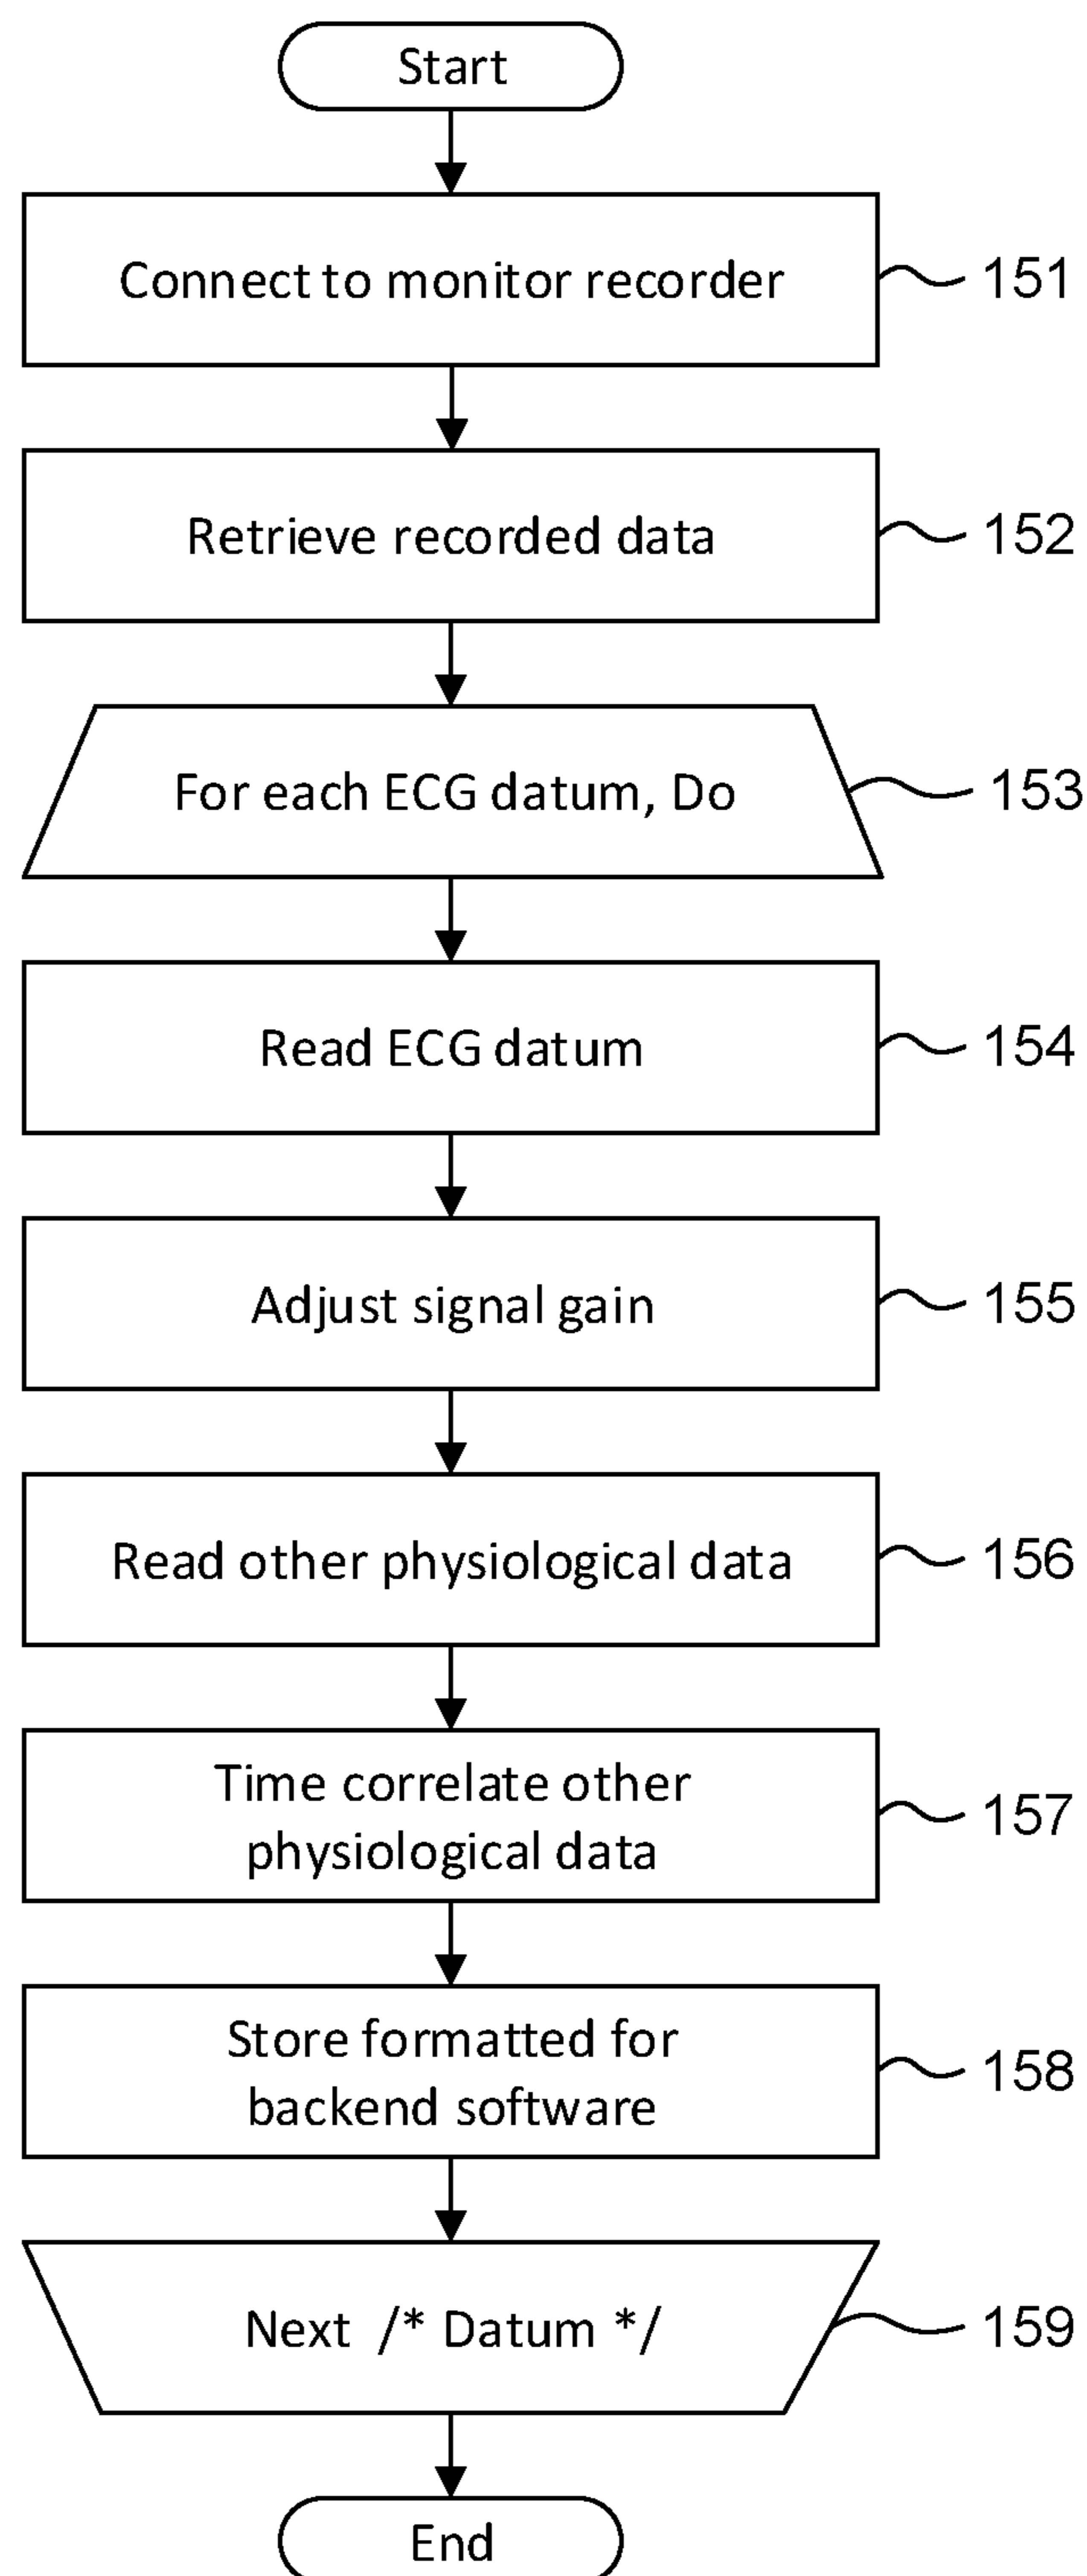 Start
Connect to monitor recorder
151
Retrieve recorded data
152
For each ECG datum, Do
153
Read ECG datum
154
Adjust signal gain
155
Read other physiological data
156
Time correlate other
physiological data
157
Store formatted for
backend software
158
Next /* Datum */
159
End